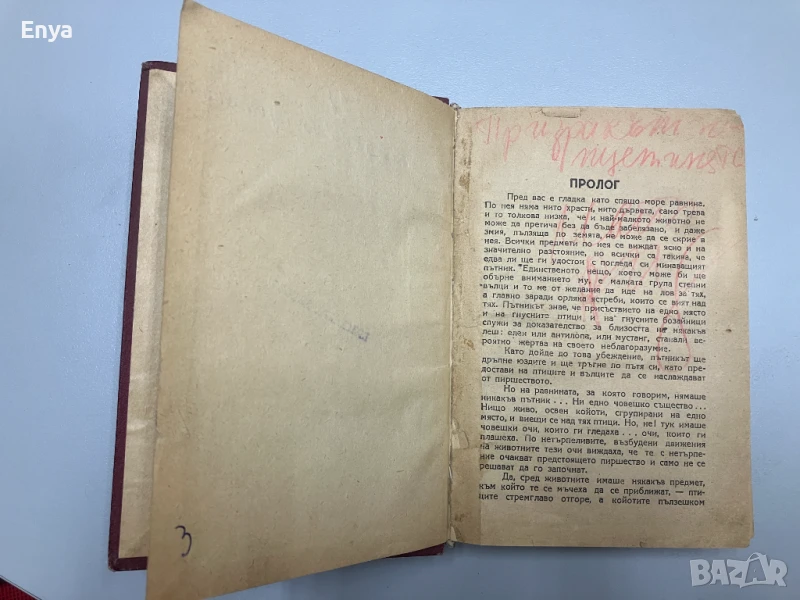 Enya
Призракът
ПРОЛОГ
Пред вас е гладка като спящо море равнина.
По нея няма нито храсти, нито дървета, само трева
и то толкова низка, че и най-малкото животно не
може да претича без да бъде забелязано, и даже
змия, пълзяща по земята, не може да се скрие в
нея. Всички предмети по нея се виждат ясно и на
значително разстояние, но всички са такива, че
едва ли ще ги удостои с погледа си минаващият
пътник. Единственото нещо, което може би ще
обърне вниманието му, е малката група степни
вълци и то не от желание да иде на лов за тях,
а главно заради орляка ястреби, които се вият над
тях. Пътникът знае, че присъствието на едно място
и на гнусните птици и на гнусните бозайници
служи за доказателство за близостта на някакъв
леш: елен или антилопа, или мустанг, станали ве-
роятно жертва на своето неблагоразумие.
Като дойде до това убеждение, пътникът ще
дръпне юздите и ще тръгне по пътя си, като пре-
достави на птиците и вълците да се наслаждават
от пиршеството.
Но на равнината, за която говорим, нямаше
никакъв пътник . . . Ни едно човешко същество . . .
Нищо живо, освен койоти, сгрупирани на едно
място, и виещи се над тях птици. Но, не! тук имаше
човешки очи, които ги гледаха . . . очи, които ги
плашеха. По нетърпеливите, възбудени движения
на животните тези очи виждаха, че те с нетърпе-
ние очакват предстоящето пиршество и само не се
решават да го започнат.
Да, сред животните имаше някакъв предмет,
към който те се мъчеха да се приближат, — пти-
ците стремглаво отгоре, а койотите пълзешком
3
BAZAR